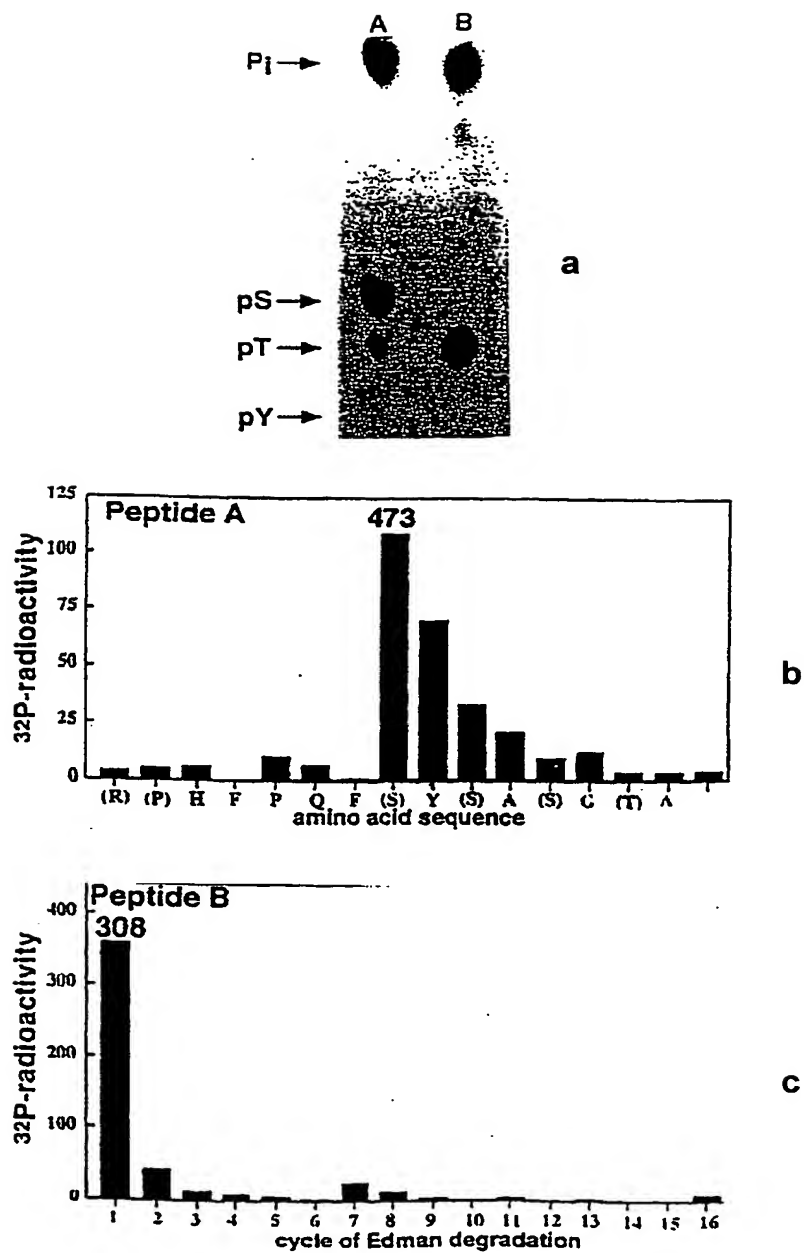 A B
Pi
a
pS
pT
pY
125
Peptide A
473
100
75
50
25
0
32P-radioactivity
b
(R) (P) H F P Q F (S) Y (S) A (S) G (T) A
amino acid sequence
Peptide B
400
308
300
200
100
0
32P-radioactivity
c
1 2 3 4 5 6 7 8 9 10 11 12 13 14 15 16
cycle of Edman degradation